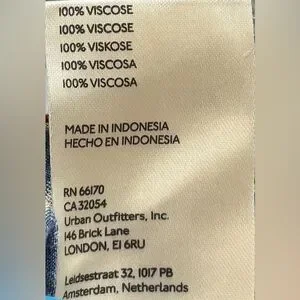 100% VISCOSE
100% VISCOSE
100% VISKOSE
100% VISCOSA
100% VISCOSA
MADE IN INDONESIA
HECHO EN INDONESIA
RN 66170
CA 32054
Urban Outfitters, Inc.
146 Brick Lane
LONDON, E1 6RU
Leidsestraat 32, 1017 PB
Amsterdam, Netherlands